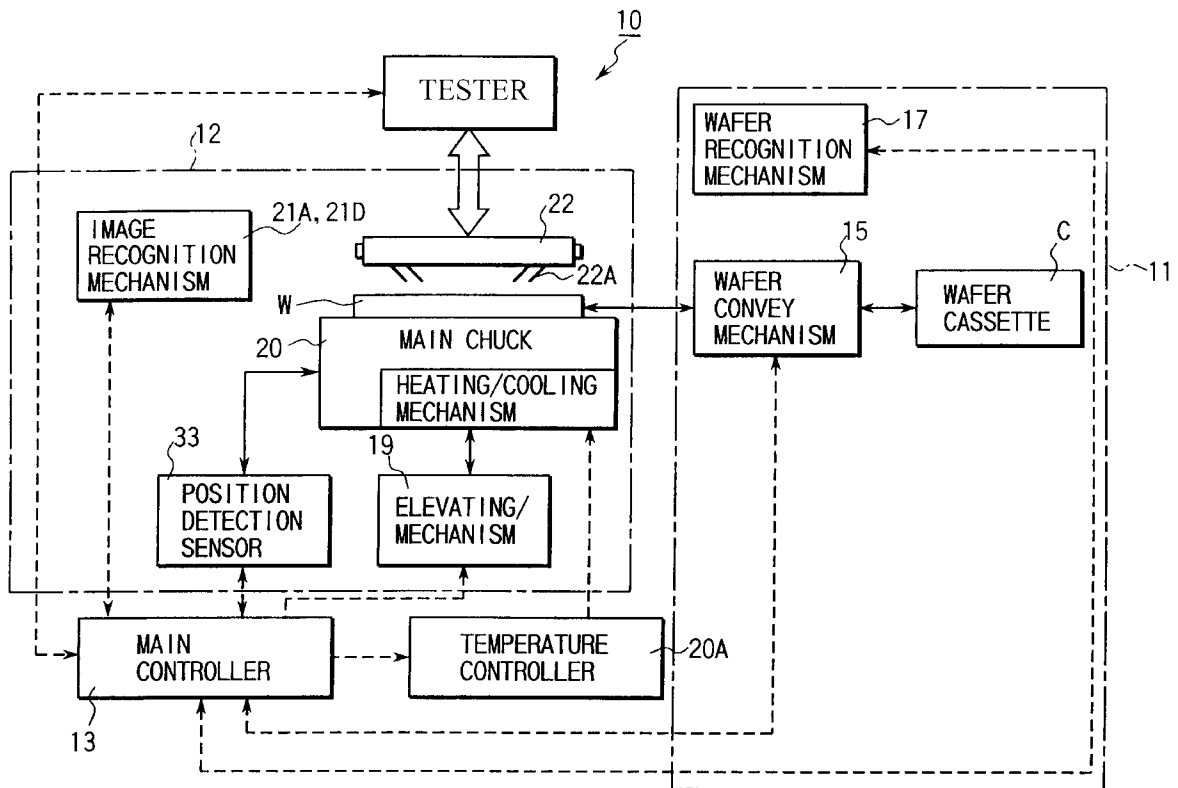 10
TESTER
12
WAFER
RECOGNITION
MECHANISM
17
21A, 21D
IMAGE
RECOGNITION
MECHANISM
22
22A
15
C
11
W
WAFER
CONVEY
MECHANISM
WAFER
CASSETTE
20
MAIN CHUCK
HEATING/COOLING
MECHANISM
33
19
POSITION
DETECTION
SENSOR
ELEVATING/
MECHANISM
MAIN
CONTROLLER
TEMPERATURE
CONTROLLER
20A
13